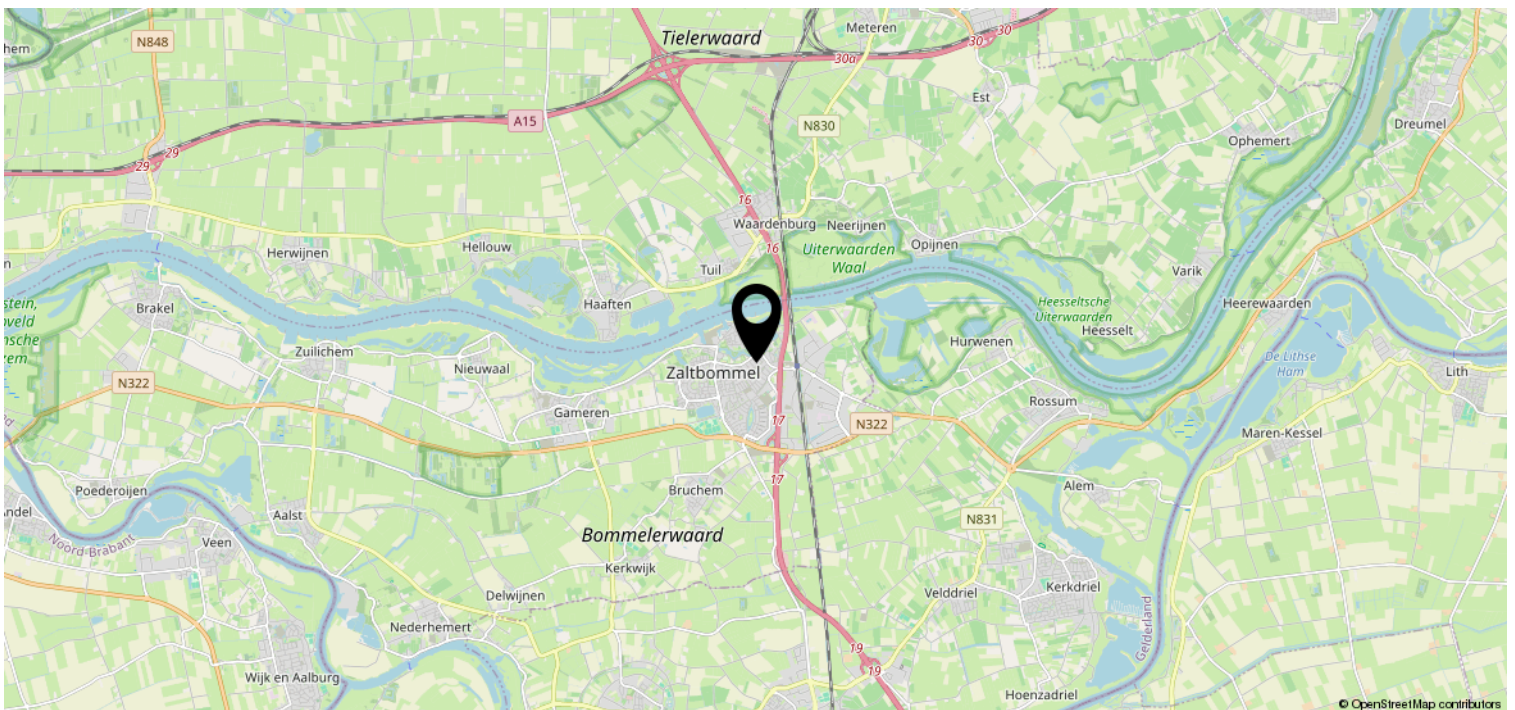 hem
N848
Tielerwaard
Meteren
30
30
30a
Est
A15
N830
Dreumel
Ophemert
29
29
16
Waardenburg
Neerijnen
16
Uiterwaarden
Waal
Opijnen
Hellouw
Herwijnen
n
Tuil
Varik
Brakel
Haaften
Heesseltsche
Uiterwaarden
Heerewaarden
Heesselt
Hurwenen
Zuilichem
Nieuwaal
De Lithse
Ham
Lith
Zaltbommel
N322
Gameren
Rossum
17
N322
Maren-Kessel
17
Poederoijen
Bruchem
Alem
Aalst
N831
Noord-Brabant
Veen
Bommelerwaard
Kerkwijk
Velddriel
Kerkdriel
Delwijnen
Nederhemert
Gelderland
19
19
Wijk en Aalburg
Hoenzadriel
© OpenStreetMap contributors